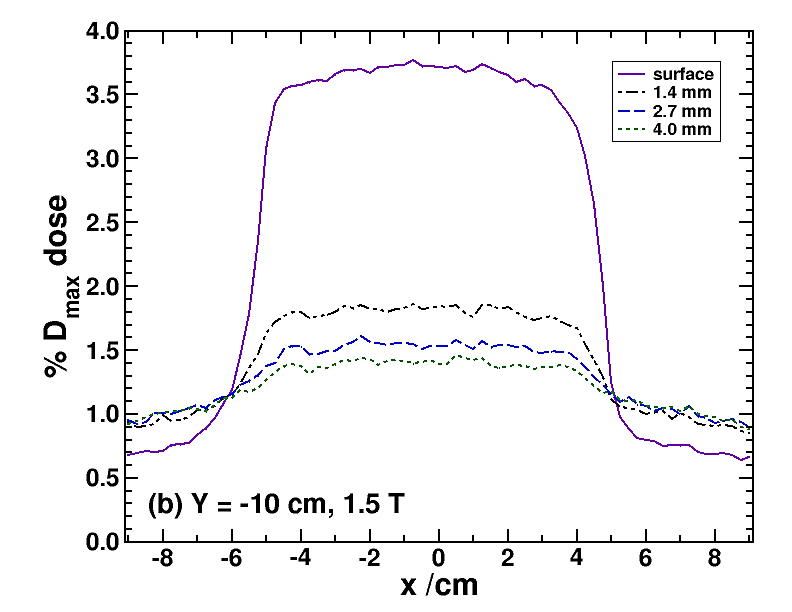 4.0
3.5
3.0
2.5
2.0
1.5
1.0
0.5
0.0
% Dmax dose
surface
1.4 mm
2.7 mm
4.0 mm
(b) Y = -10 cm, 1.5 T
-8 -6 -4 -2 0 2 4 6 8
x /cm